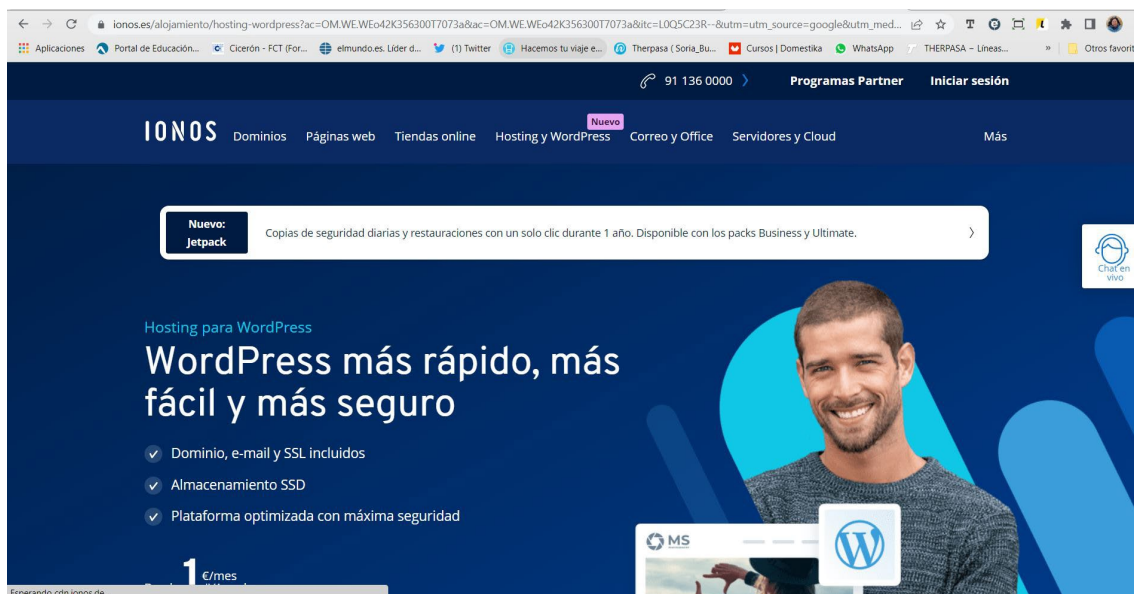 ionos.es/alojamiento/hosting-wordpress?ac=OM.WE.WEo42K356300T7073a&ac=OM.WE.WEo42K356300T7073a&itc=L0Q5C23R--&utm=utm_source=google&utm_med...
Aplicaciones Portal de Educación... Cicerón - FCT (For... elmundo.es. Líder d... (1) Twitter Hacemos tu viaje e... Therpasa ( Soria_Bu... Cursos | Domestika WhatsApp THERPASA – Líneas... » Otros favorit
91 136 0000 Programas Partner Iniciar sesión
Nuevo
IONOS Dominios Páginas web Tiendas online Hosting y WordPress Correo y Office Servidores y Cloud Más
Nuevo:
Jetpack
Copias de seguridad diarias y restauraciones con un solo clic durante 1 año. Disponible con los packs Business y Ultimate.
Chat en
vivo
Hosting para WordPress
WordPress más rápido, más
fácil y más seguro
Dominio, e-mail y SSL incluidos
Almacenamiento SSD
Plataforma optimizada con máxima seguridad
MS
1 €/mes
Esperando cdn.ionos.de